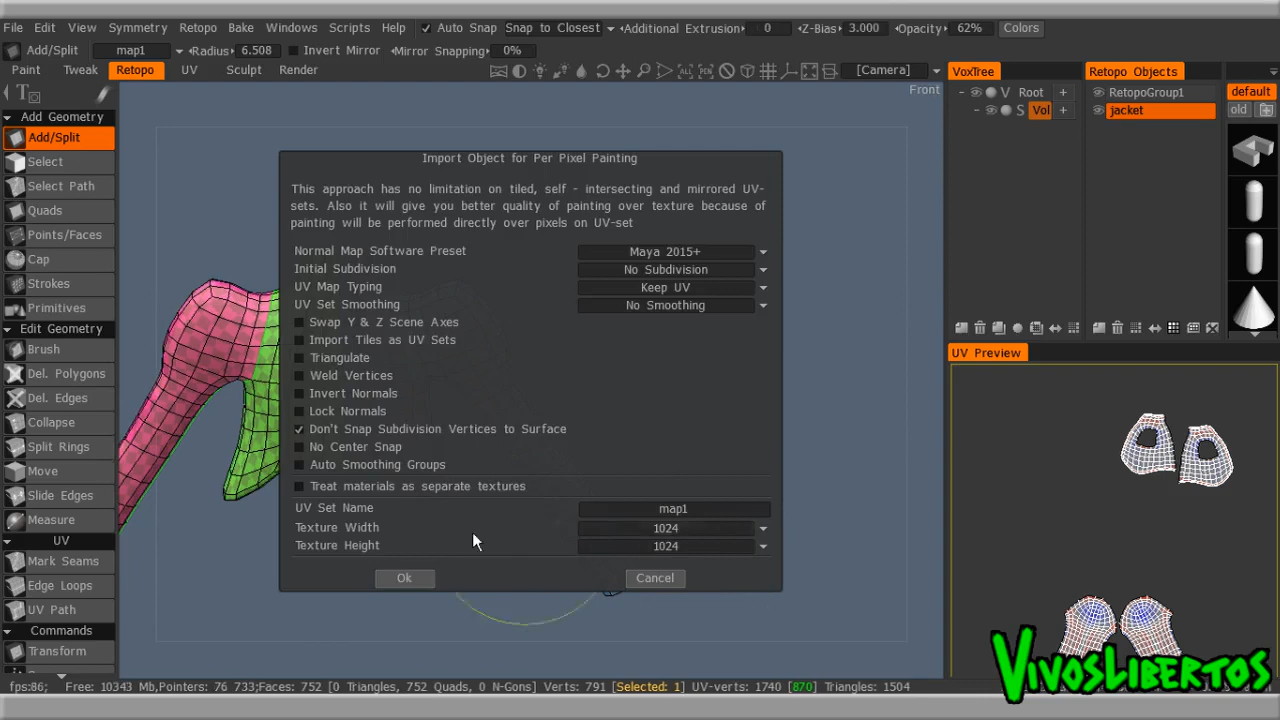 File Edit View Symmetry Retopo Bake Windows Scripts Help Auto Snap Snap to Closest Additional Extrusion 0 Z-Bias 3.000 Opacity 62% Colors
Add/Split map1 Radius 6.508 Invert Mirror Mirror Snapping 0%
Paint Tweak Retopo UV Sculpt Render [Camera] VoxTree Retopo Objects
Front
V Root + RetopoGroup1 default
S Vol + jacket old
Add Geometry
Add/Split
Select
Select Path
Quads
Points/Faces
Cap
Strokes
Primitives
Edit Geometry
Brush
Del. Polygons
Del. Edges
Collapse
Split Rings
Move
Slide Edges
Measure
UV
Mark Seams
Edge Loops
UV Path
Commands
Transform
Import Object for Per Pixel Painting
This approach has no limitation on tiled, self - intersecting and mirrored UV-
sets. Also it will give you better quality of painting over texture because of
painting will be performed directly over pixels on UV-set
Normal Map Software Preset Maya 2015+
Initial Subdivision No Subdivision
UV Map Typing Keep UV
UV Set Smoothing No Smoothing
Swap Y & Z Scene Axes
Import Tiles as UV Sets
Triangulate
Weld Vertices
Invert Normals
Lock Normals
Don't Snap Subdivision Vertices to Surface
No Center Snap
Auto Smoothing Groups
Treat materials as separate textures
UV Set Name map1
Texture Width 1024
Texture Height 1024
Ok Cancel
UV Preview
VivosLibertos
fps:86; Free: 10343 Mb,Pointers: 76 733;Faces: 752 [0 Triangles, 752 Quads, 0 N-Gons] Verts: 791 [Selected: 1] UV-verts: 1740 [870] Triangles: 1504